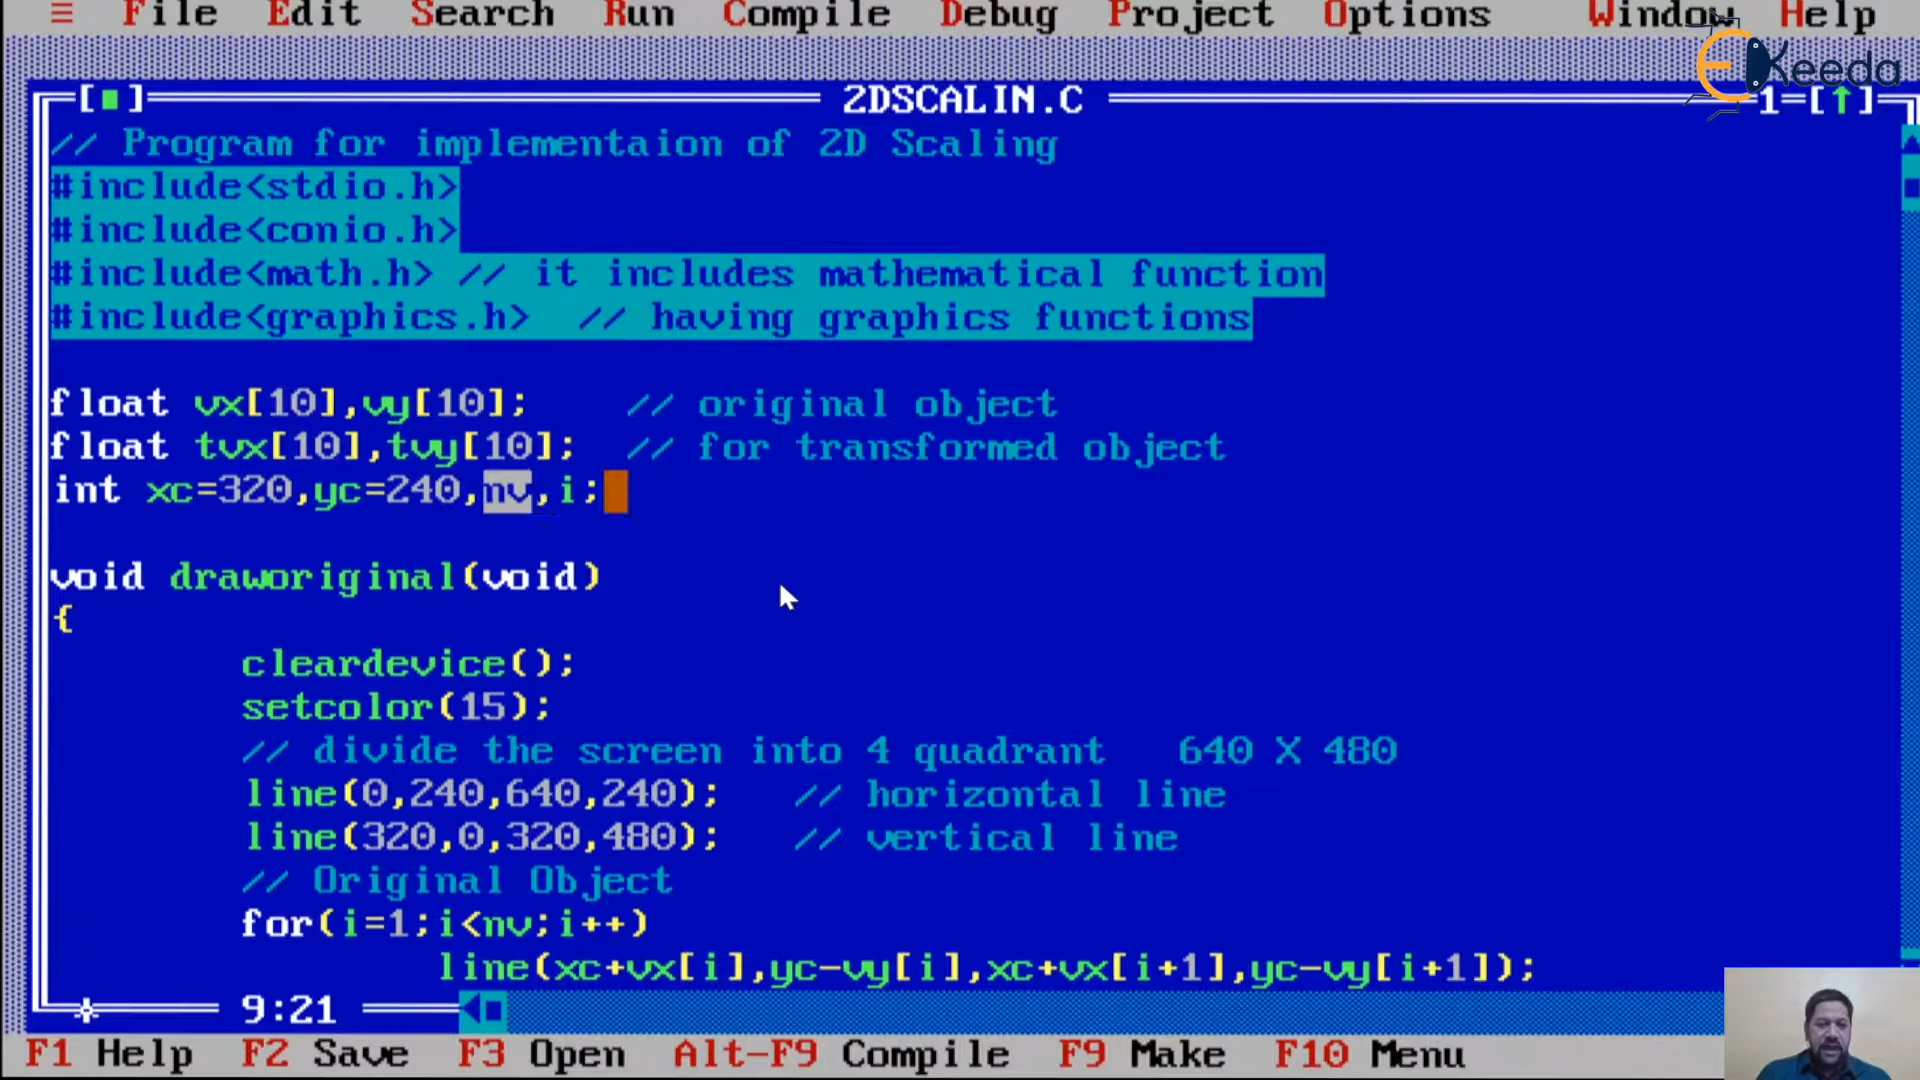 ≡ File Edit Search Run Compile Debug Project Options Window Help
EKeeda
[■] 2DSCALIN.C 1=[↑]
// Program for implementaion of 2D Scaling
#include<stdio.h>
#include<conio.h>
#include<math.h> // it includes mathematical function
#include<graphics.h> // having graphics functions
float vx[10],vy[10]; // original object
float tvx[10],tvy[10]; // for transformed object
int xc=320,yc=240,nv,i;
void draworiginal(void)
{
cleardevice();
setcolor(15);
// divide the screen into 4 quadrant 640 X 480
line(0,240,640,240); // horizontal line
line(320,0,320,480); // vertical line
// Original Object
for(i=1;i<nv;i++)
line(xc+vx[i],yc-vy[i],xc+vx[i+1],yc-vy[i+1]);
9:21
F1 Help F2 Save F3 Open Alt-F9 Compile F9 Make F10 Menu